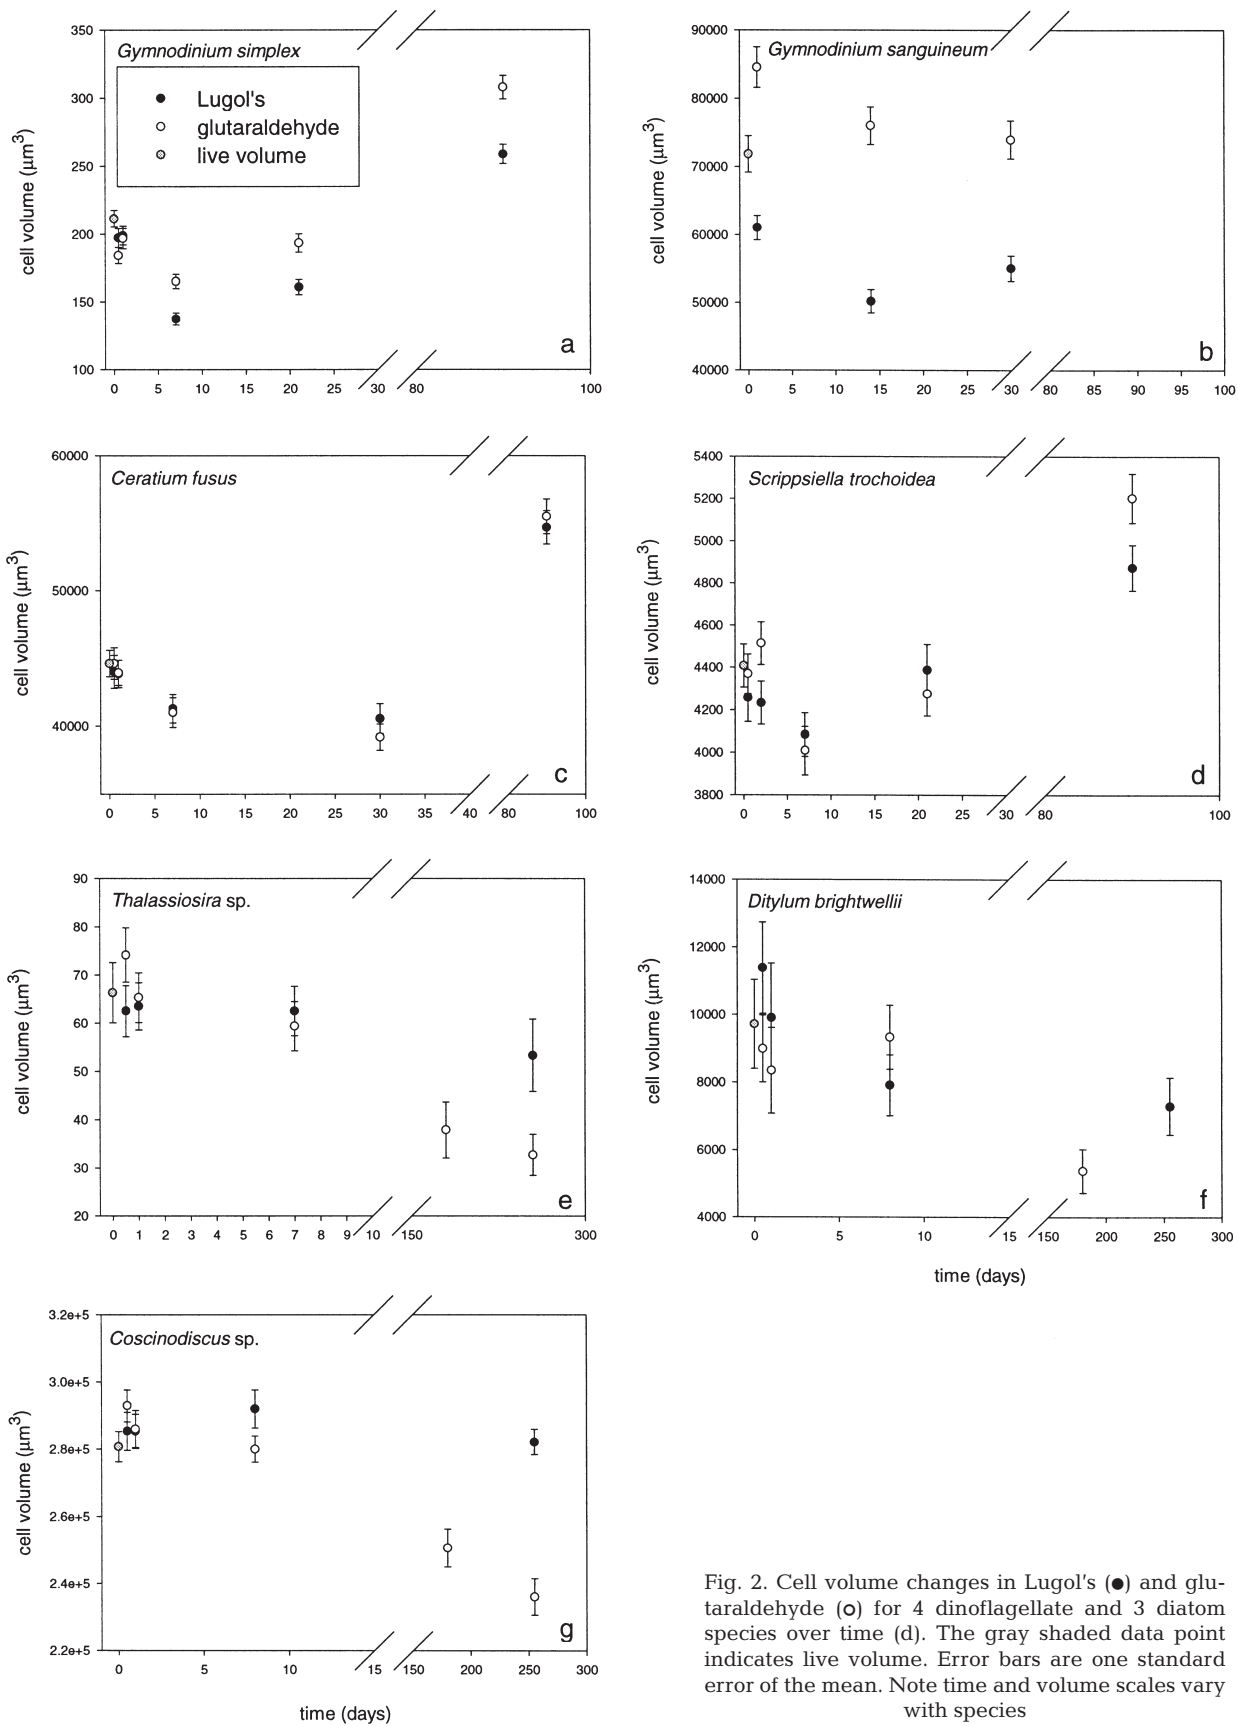 350
300
250
200
150
100
cell volume (μm³)
Gymnodinium simplex
Lugol's
glutaraldehyde
live volume
a
0 5 10 15 20 25 30 80 100
90000
80000
70000
60000
50000
40000
cell volume (μm³)
Gymnodinium sanguineum
b
0 5 10 15 20 25 30 80 85 90 95 100
60000
50000
40000
cell volume (μm³)
Ceratium fusus
c
0 5 10 15 20 25 30 35 40 80 100
5400
5200
5000
4800
4600
4400
4200
4000
3800
cell volume (μm³)
Scrippsiella trochoidea
d
0 5 10 15 20 25 30 80 100
90
80
70
60
50
40
30
20
cell volume (μm³)
Thalassiosira sp.
e
0 1 2 3 4 5 6 7 8 9 10 150 300
14000
12000
10000
8000
6000
4000
cell volume (μm³)
Ditylum brightwellii
f
0 5 10 15 150 200 250 300
time (days)
3.2e+5
3.0e+5
2.8e+5
2.6e+5
2.4e+5
2.2e+5
cell volume (μm³)
Coscinodiscus sp.
g
0 5 10 15 150 200 250 300
time (days)
Fig. 2. Cell volume changes in Lugol's (●) and glu-
taraldehyde (o) for 4 dinoflagellate and 3 diatom
species over time (d). The gray shaded data point
indicates live volume. Error bars are one standard
error of the mean. Note time and volume scales vary
with species